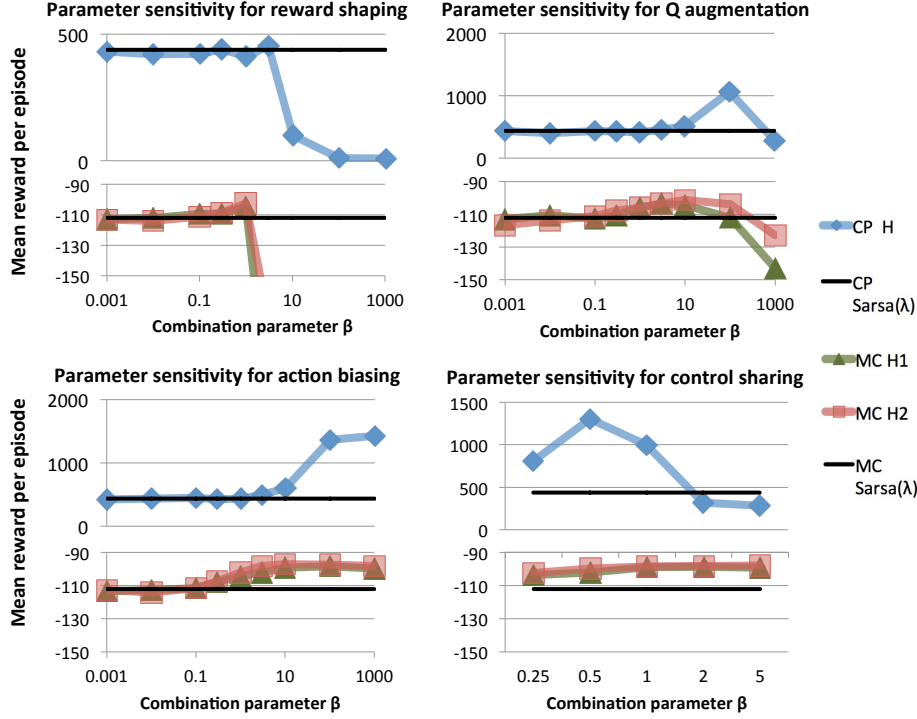 Parameter sensitivity for reward shaping
Mean reward per episode
500
0
-90
-110
-130
-150
0.001
0.1
10
1000
Combination parameter β
Parameter sensitivity for Q augmentation
2000
1000
0
-90
-110
-130
-150
0.001
0.1
10
1000
Combination parameter β
CP H
CP
Sarsa(λ)
MC H1
MC H2
MC
Sarsa(λ)
Parameter sensitivity for action biasing
Mean reward per episode
2000
1000
0
-90
-110
-130
-150
0.001
0.1
10
1000
Combination parameter β
Parameter sensitivity for control sharing
1500
1000
500
0
-90
-110
-130
-150
0.25
0.5
1
2
5
Combination parameter β